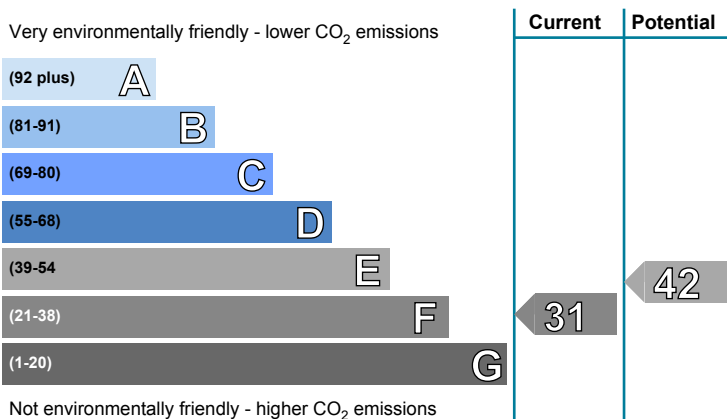 Very environmentally friendly - lower CO2 emissions
Current
Potential
(92 plus) A
(81-91) B
(69-80) C
(55-68) D
(39-54 E
(21-38) F
(1-20) G
31
42
Not environmentally friendly - higher CO2 emissions